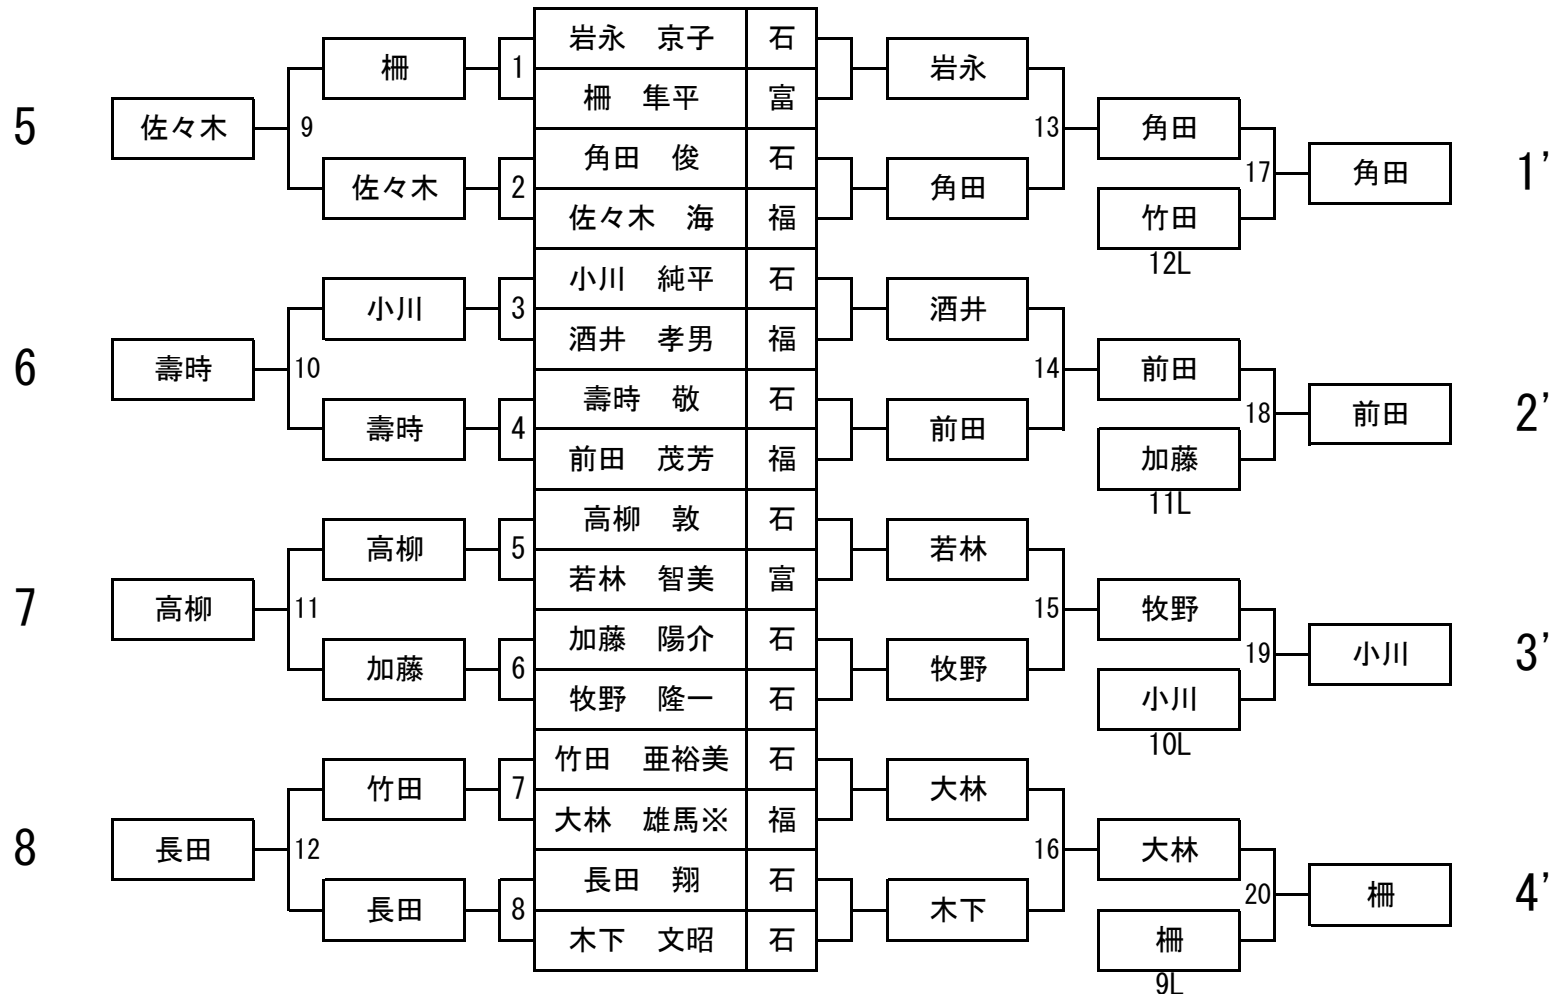 岩永　京子 石
柵 1 岩永
柵　隼平 富
5 佐々木 9 13 角田
角田　俊 石
佐々木 2 角田 17 角田 1'
佐々木　海 福 竹田
12L
小川　純平 石
小川 3 酒井
酒井　孝男 福
6 壽時 10 14 前田
壽時　敬 石
壽時 4 前田 18 前田 2'
前田　茂芳 福 加藤
11L
高柳　敦 石
高柳 5 若林
若林　智美 富
7 高柳 11 15 牧野
加藤　陽介 石
加藤 6 牧野 19 小川 3'
牧野　隆一 石 小川
10L
竹田　亜裕美 石
竹田 7 大林
大林　雄馬※ 福
8 長田 12 16 大林
長田　翔 石
長田 8 木下 20 柵 4'
木下　文昭 石 柵
9L